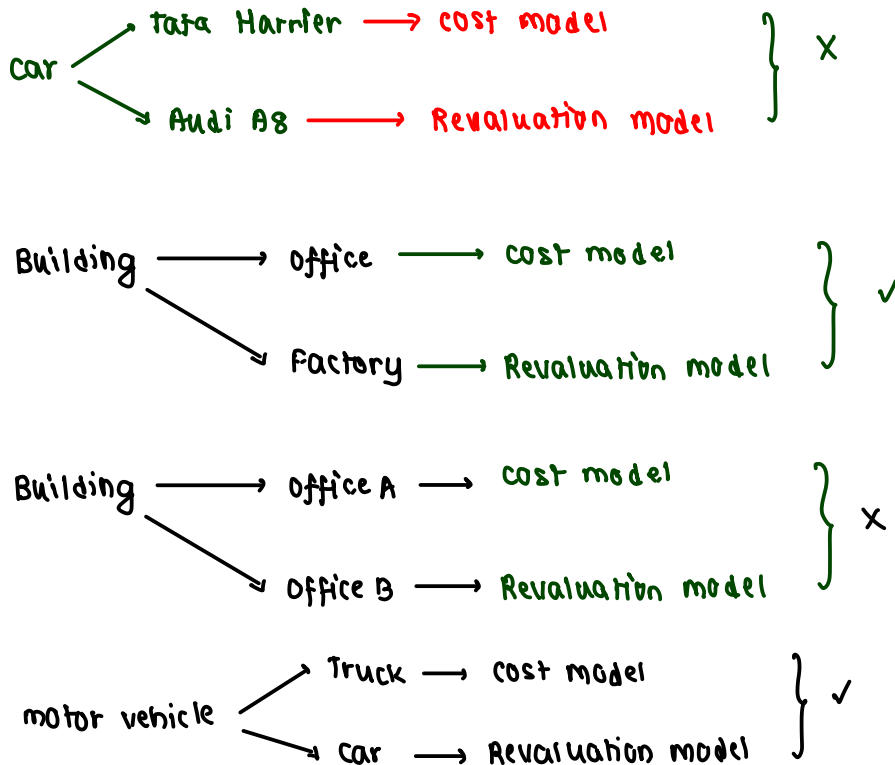 Car
Tata Harrier → cost model
Audi A8 → Revaluation model
} X
Building
office → cost model
Factory → Revaluation model
} ✓
Building
office A → cost model
office B → Revaluation model
} X
motor vehicle
Truck → cost model
car → Revaluation model
} ✓